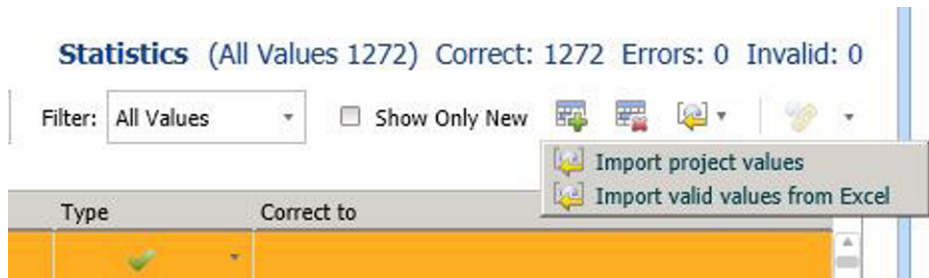 Statistics (All Values 1272) Correct: 1272 Errors: 0 Invalid: 0
Filter: All Values Show Only New
Import project values
Import valid values from Excel
Type Correct to